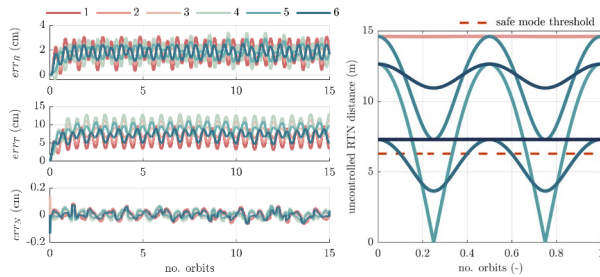 1 2 3 4 5 6
safe mode threshold
4
2
0
err_R (cm)
0 5 10 15
15
10
5
0
err_T (cm)
0 5 10 15
0.2
0
-0.2
err_N (cm)
0 5 10 15
no. orbits
15
10
5
0
uncontrolled RTN distance (m)
0 0.2 0.4 0.6 0.8 1
no. orbits (-)